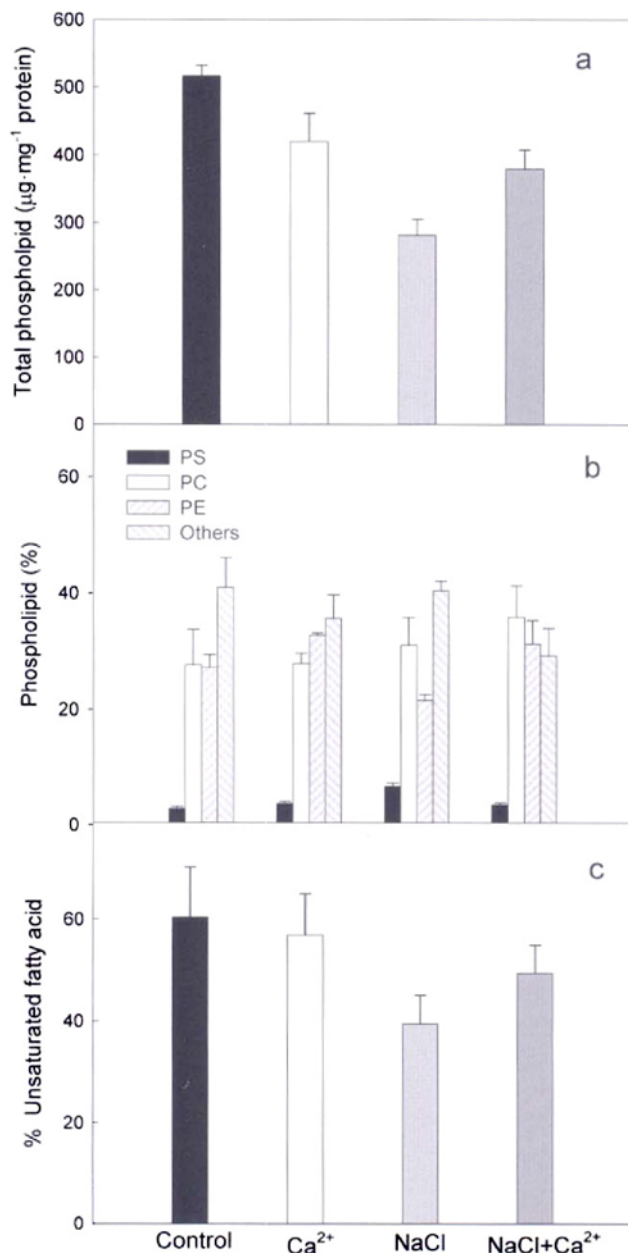 a
Total phospholpid (μg·mg⁻¹ protein)
600
500
400
300
200
100
0
b
PS
PC
PE
Others
Phospholipid (%)
60
40
20
0
c
% Unsaturated fatty acid
60
40
20
0
Control Ca²⁺ NaCl NaCl+Ca²⁺